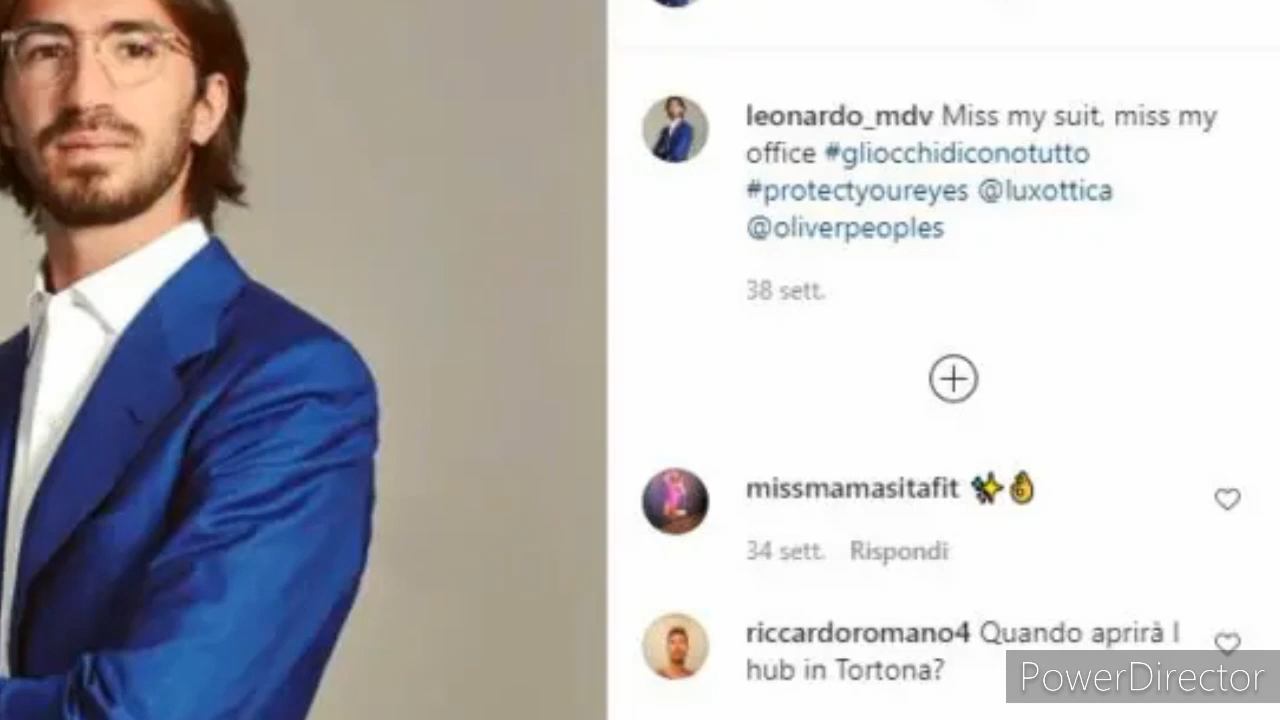 leonardo_mdv Miss my suit, miss my
office #gliocchidiconotutto
#protectyoureyes @luxottica
@oliverpeoples
38 sett.
missmamasitafit ✨👌
34 sett. Rispondi
riccardoromano4 Quando aprirà l
hub in Tortona?
PowerDirector